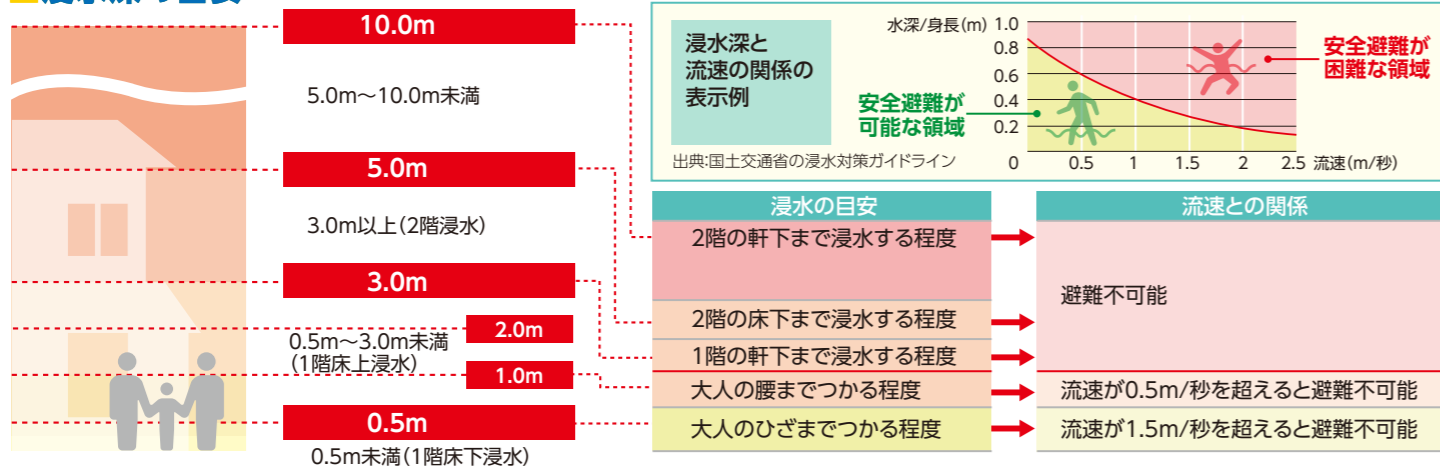 10.0m
5.0m～10.0m未満
5.0m
3.0m以上(2階浸水)
3.0m
2.0m
0.5m～3.0m未満
(1階床上浸水)
1.0m
0.5m
0.5m未満(1階床下浸水)
浸水深と
流速の関係の
表示例
出典:国土交通省の浸水対策ガイドライン
水深/身長(m)
1.0
0.8
0.6
0.4
0.2
0
0.5
1
1.5
2
2.5
流速(m/秒)
安全避難が
可能な領域
安全避難が
困難な領域
浸水の目安
流速との関係
2階の軒下まで浸水する程度
避難不可能
2階の床下まで浸水する程度
1階の軒下まで浸水する程度
大人の腰までつかる程度
流速が0.5m/秒を超えると避難不可能
大人のひざまでつかる程度
流速が1.5m/秒を超えると避難不可能